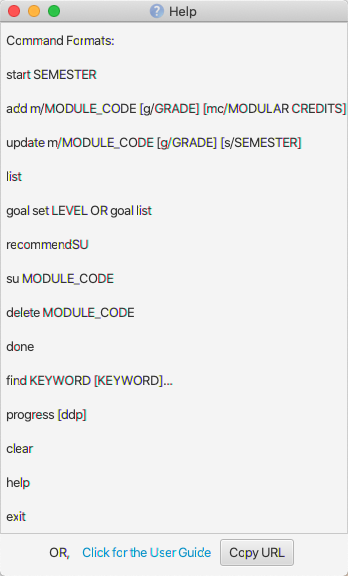 Help
Command Formats:
start SEMESTER
add m/MODULE_CODE [g/GRADE] [mc/MODULAR CREDITS]
update m/MODULE_CODE [g/GRADE] [s/SEMESTER]
list
goal set LEVEL OR goal list
recommendSU
su MODULE_CODE
delete MODULE_CODE
done
find KEYWORD [KEYWORD]...
progress [ddp]
clear
help
exit
OR, Click for the User Guide Copy URL